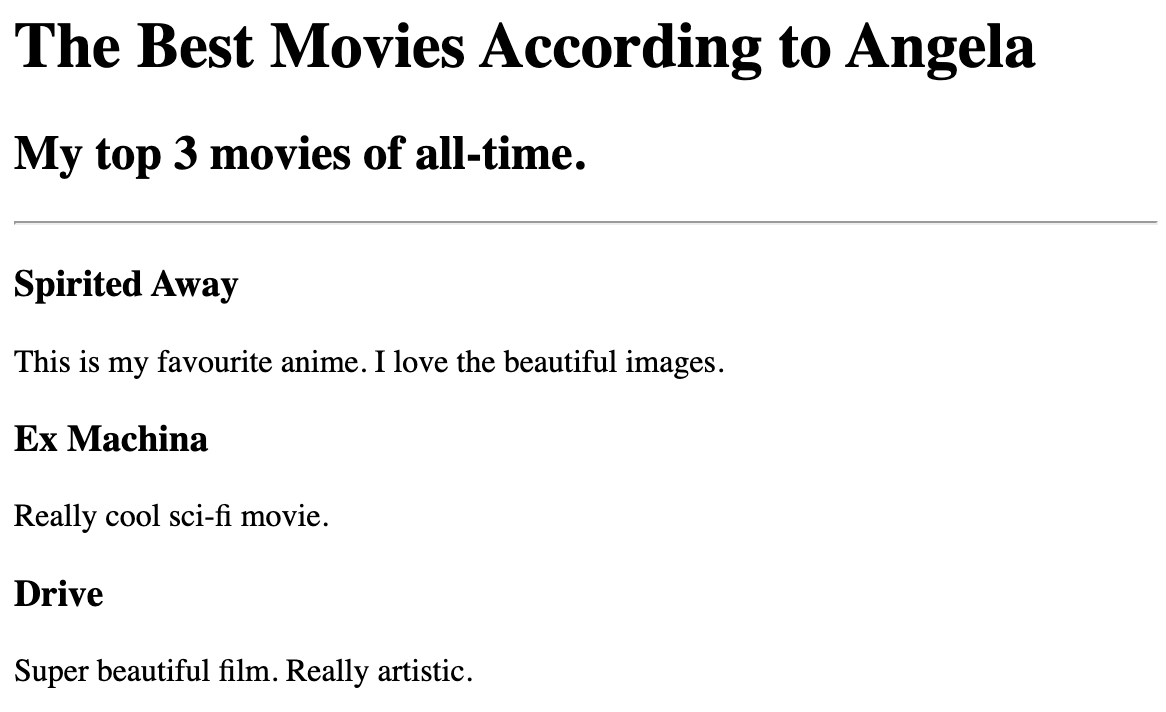 The Best Movies According to Angela
My top 3 movies of all-time.
Spirited Away
This is my favourite anime. I love the beautiful images.
Ex Machina
Really cool sci-fi movie.
Drive
Super beautiful film. Really artistic.